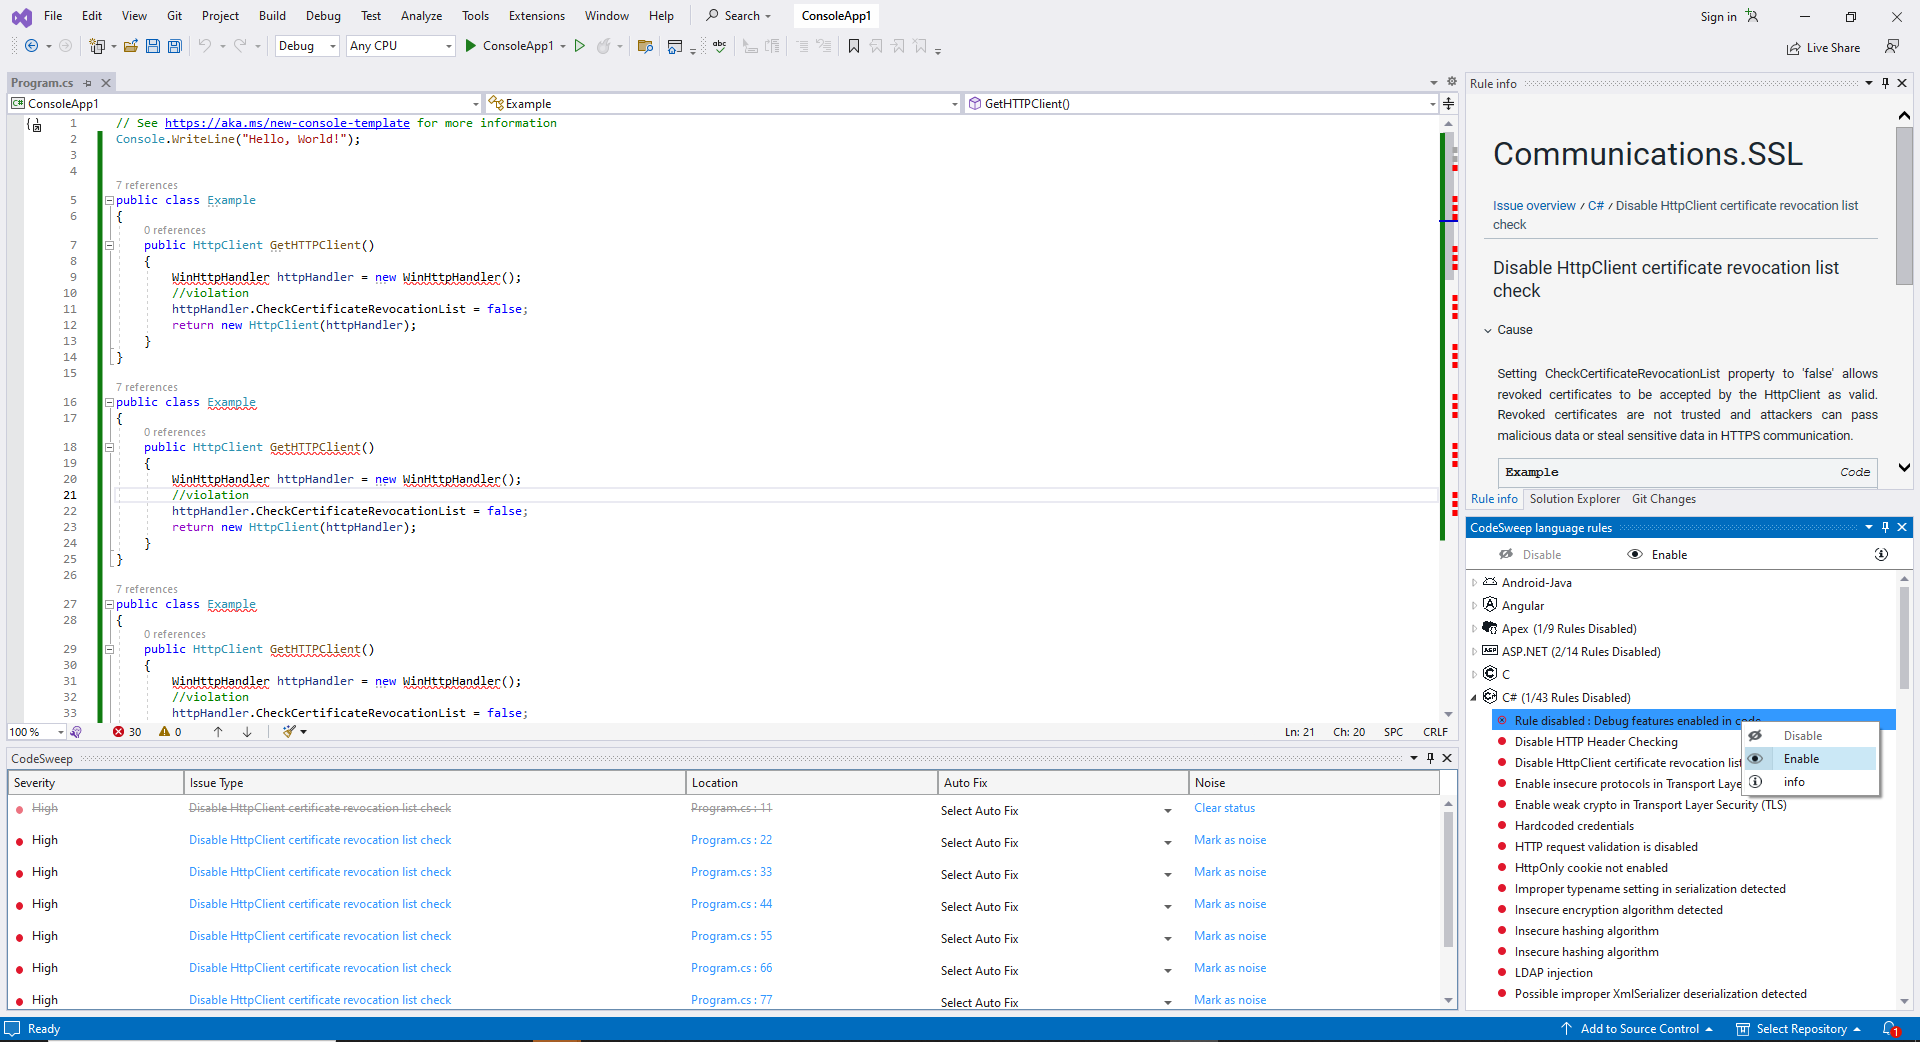 File Edit View Git Project Build Debug Test Analyze Tools Extensions Window Help Search ConsoleApp1 Sign in
Debug Any CPU ConsoleApp1 abc Live Share
Program.cs
C# ConsoleApp1 Example GetHTTPClient()
1 // See https://aka.ms/new-console-template for more information
2 Console.WriteLine("Hello, World!");
3
4
7 references
5 public class Example
6 {
0 references
7 public HttpClient GetHTTPClient()
8 {
9 WinHttpHandler httpHandler = new WinHttpHandler();
10 //violation
11 httpHandler.CheckCertificateRevocationList = false;
12 return new HttpClient(httpHandler);
13 }
14 }
15
7 references
16 public class Example
17 {
0 references
18 public HttpClient GetHTTPClient()
19 {
20 WinHttpHandler httpHandler = new WinHttpHandler();
21 //violation
22 httpHandler.CheckCertificateRevocationList = false;
23 return new HttpClient(httpHandler);
24 }
25 }
26
7 references
27 public class Example
28 {
0 references
29 public HttpClient GetHTTPClient()
30 {
31 WinHttpHandler httpHandler = new WinHttpHandler();
32 //violation
33 httpHandler.CheckCertificateRevocationList = false;
100 % 30 0 Ln: 21 Ch: 20 SPC CRLF
CodeSweep
Severity Issue Type Location Auto Fix Noise
High Disable HttpClient certificate revocation list check Program.cs : 11 Select Auto Fix Clear status
High Disable HttpClient certificate revocation list check Program.cs : 22 Select Auto Fix Mark as noise
High Disable HttpClient certificate revocation list check Program.cs : 33 Select Auto Fix Mark as noise
High Disable HttpClient certificate revocation list check Program.cs : 44 Select Auto Fix Mark as noise
High Disable HttpClient certificate revocation list check Program.cs : 55 Select Auto Fix Mark as noise
High Disable HttpClient certificate revocation list check Program.cs : 66 Select Auto Fix Mark as noise
High Disable HttpClient certificate revocation list check Program.cs : 77 Select Auto Fix Mark as noise
Rule info
Communications.SSL
Issue overview / C# / Disable HttpClient certificate revocation list
check
Disable HttpClient certificate revocation list
check
Cause
Setting CheckCertificateRevocationList property to 'false' allows
revoked certificates to be accepted by the HttpClient as valid.
Revoked certificates are not trusted and attackers can pass
malicious data or steal sensitive data in HTTPS communication.
Example Code
Rule info Solution Explorer Git Changes
CodeSweep language rules
Disable Enable
Android-Java
Angular
Apex (1/9 Rules Disabled)
ASP ASP.NET (2/14 Rules Disabled)
C
C# (1/43 Rules Disabled)
Rule disabled : Debug features enabled in code
Disable HTTP Header Checking
Disable HttpClient certificate revocation list
Enable insecure protocols in Transport Laye
Enable weak crypto in Transport Layer Security (TLS)
Hardcoded credentials
HTTP request validation is disabled
HttpOnly cookie not enabled
Improper typename setting in serialization detected
Insecure encryption algorithm detected
Insecure hashing algorithm
Insecure hashing algorithm
LDAP injection
Possible improper XmlSerializer deserialization detected
Disable
Enable
info
Ready Add to Source Control Select Repository 1